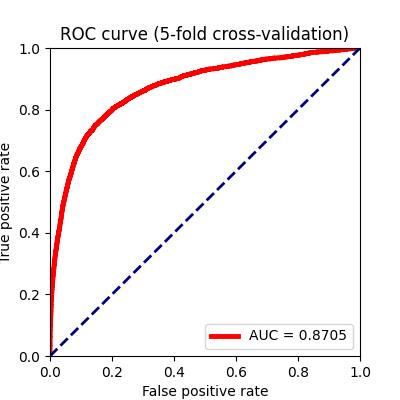 ROC curve (5-fold cross-validation)
1.0
0.8
0.6
0.4
0.2
0.0
True positive rate
AUC = 0.8705
0.0 0.2 0.4 0.6 0.8 1.0
False positive rate